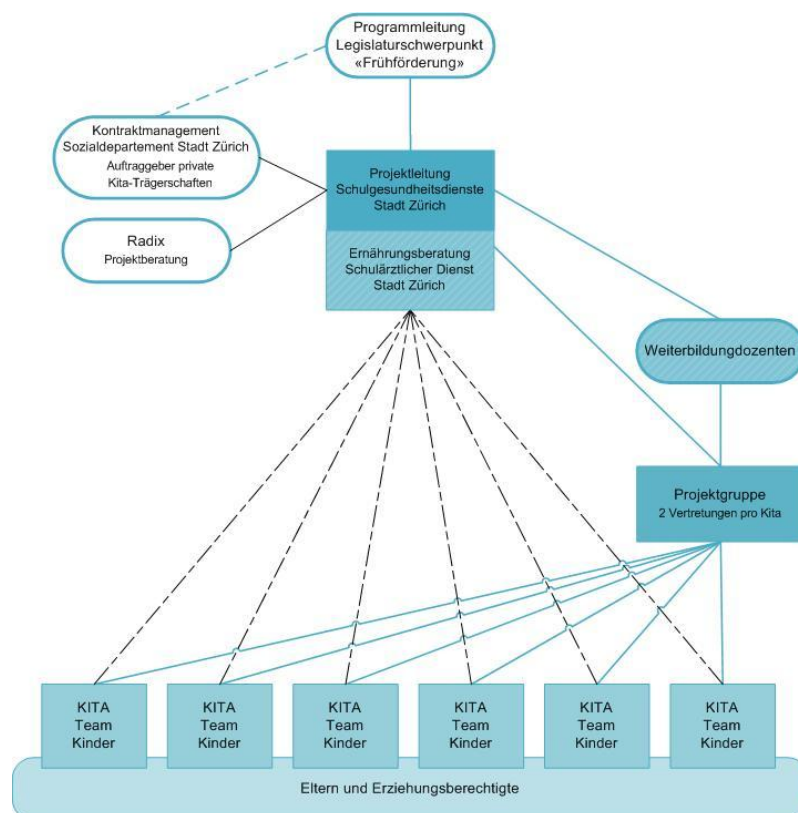 Programmleitung
Legislaturschwerpunkt
«Frühförderung»
Kontraktmanagement
Sozialdepartement Stadt Zürich
Auftraggeber private
Kita-Trägerschaften
Projektleitung
Schulgesundheitsdienste
Stadt Zürich
Radix
Projektberatung
Ernährungsberatung
Schulärztlicher Dienst
Stadt Zürich
Weiterbildungdozenten
Projektgruppe
2 Vertretungen pro Kita
KITA
Team
Kinder
KITA
Team
Kinder
KITA
Team
Kinder
KITA
Team
Kinder
KITA
Team
Kinder
KITA
Team
Kinder
Eltern und Erziehungsberechtigte